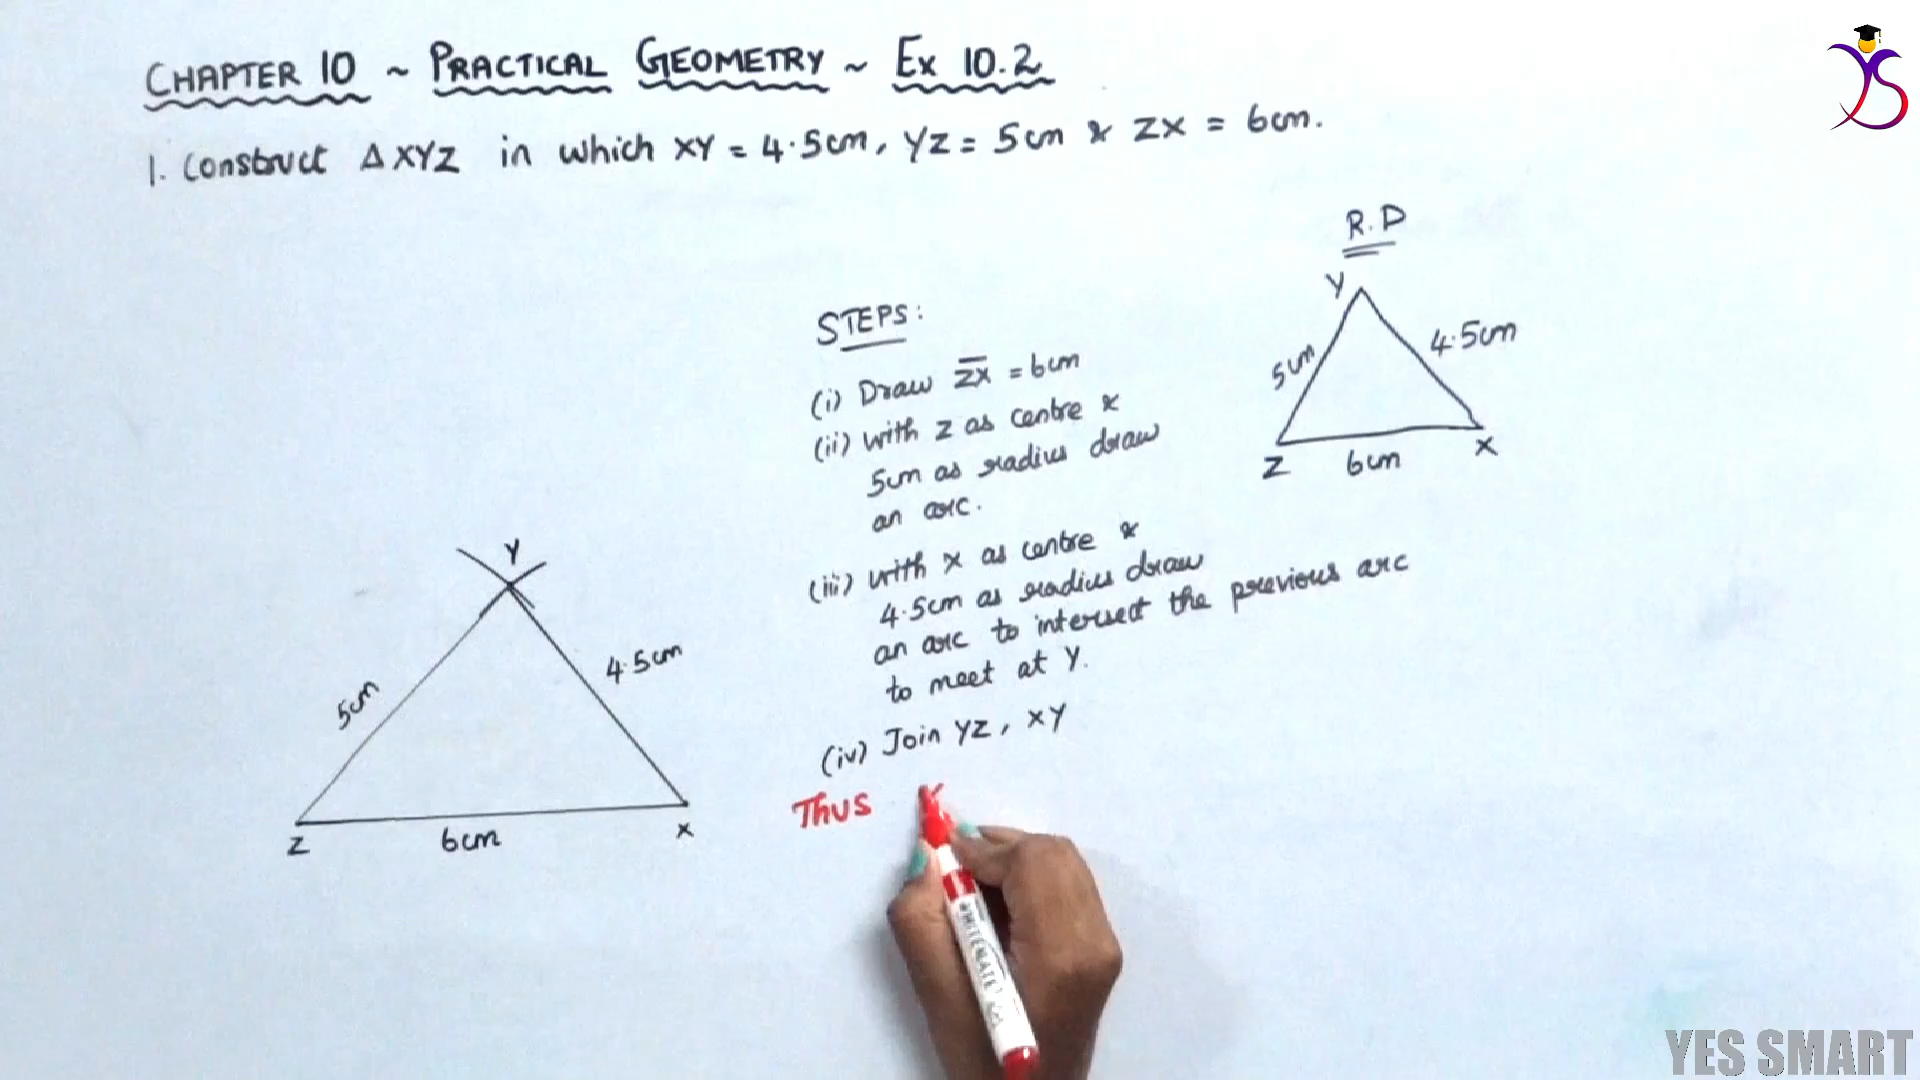 CHAPTER 10 ~ PRACTICAL GEOMETRY ~ Ex 10.2
1. Construct ΔXYZ in which XY = 4.5cm, YZ = 5cm & ZX = 6cm.
R.D
Y
5cm
4.5cm
Z
6cm
X
STEPS:
(i) Draw Z̅X̅ = 6cm
(ii) with Z as centre &
5cm as radius draw
an arc.
(iii) with X as centre &
4.5cm as radius draw
an arc to intersect the previous arc
to meet at Y.
(iv) Join YZ, XY
Thus
Y
5cm
4.5cm
Z
6cm
X
YES SMART
YS